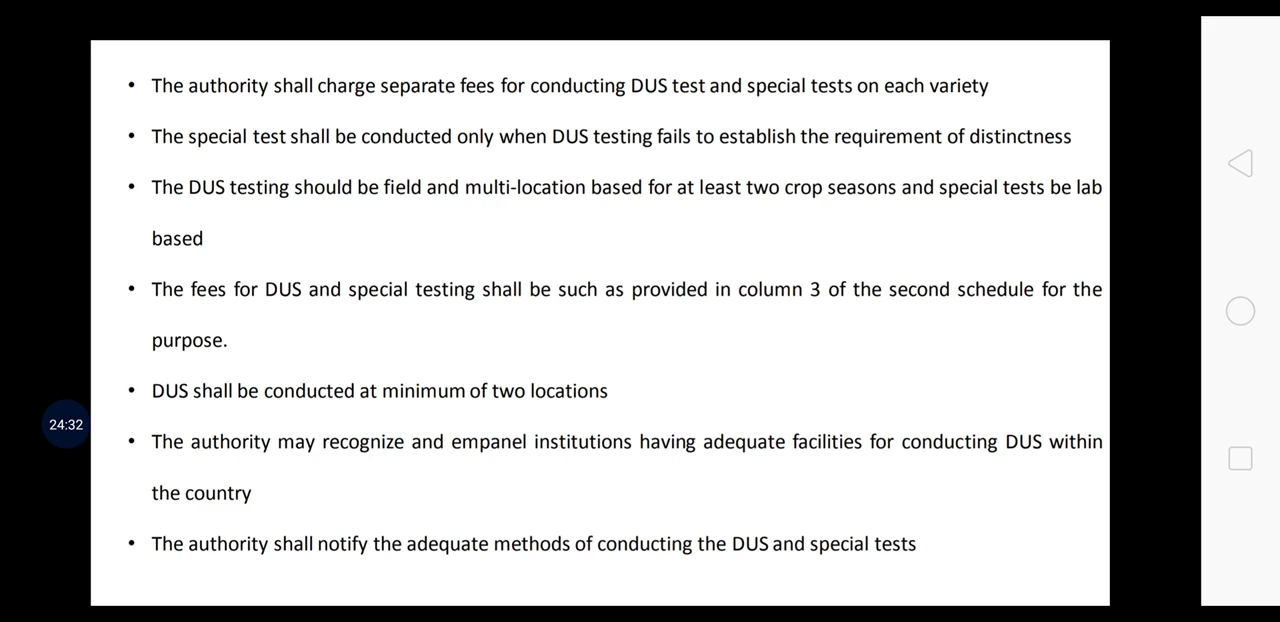 • The authority shall charge separate fees for conducting DUS test and special tests on each variety
• The special test shall be conducted only when DUS testing fails to establish the requirement of distinctness
• The DUS testing should be field and multi-location based for at least two crop seasons and special tests be lab
based
• The fees for DUS and special testing shall be such as provided in column 3 of the second schedule for the
purpose.
• DUS shall be conducted at minimum of two locations
24:32
• The authority may recognize and empanel institutions having adequate facilities for conducting DUS within
the country
• The authority shall notify the adequate methods of conducting the DUS and special tests